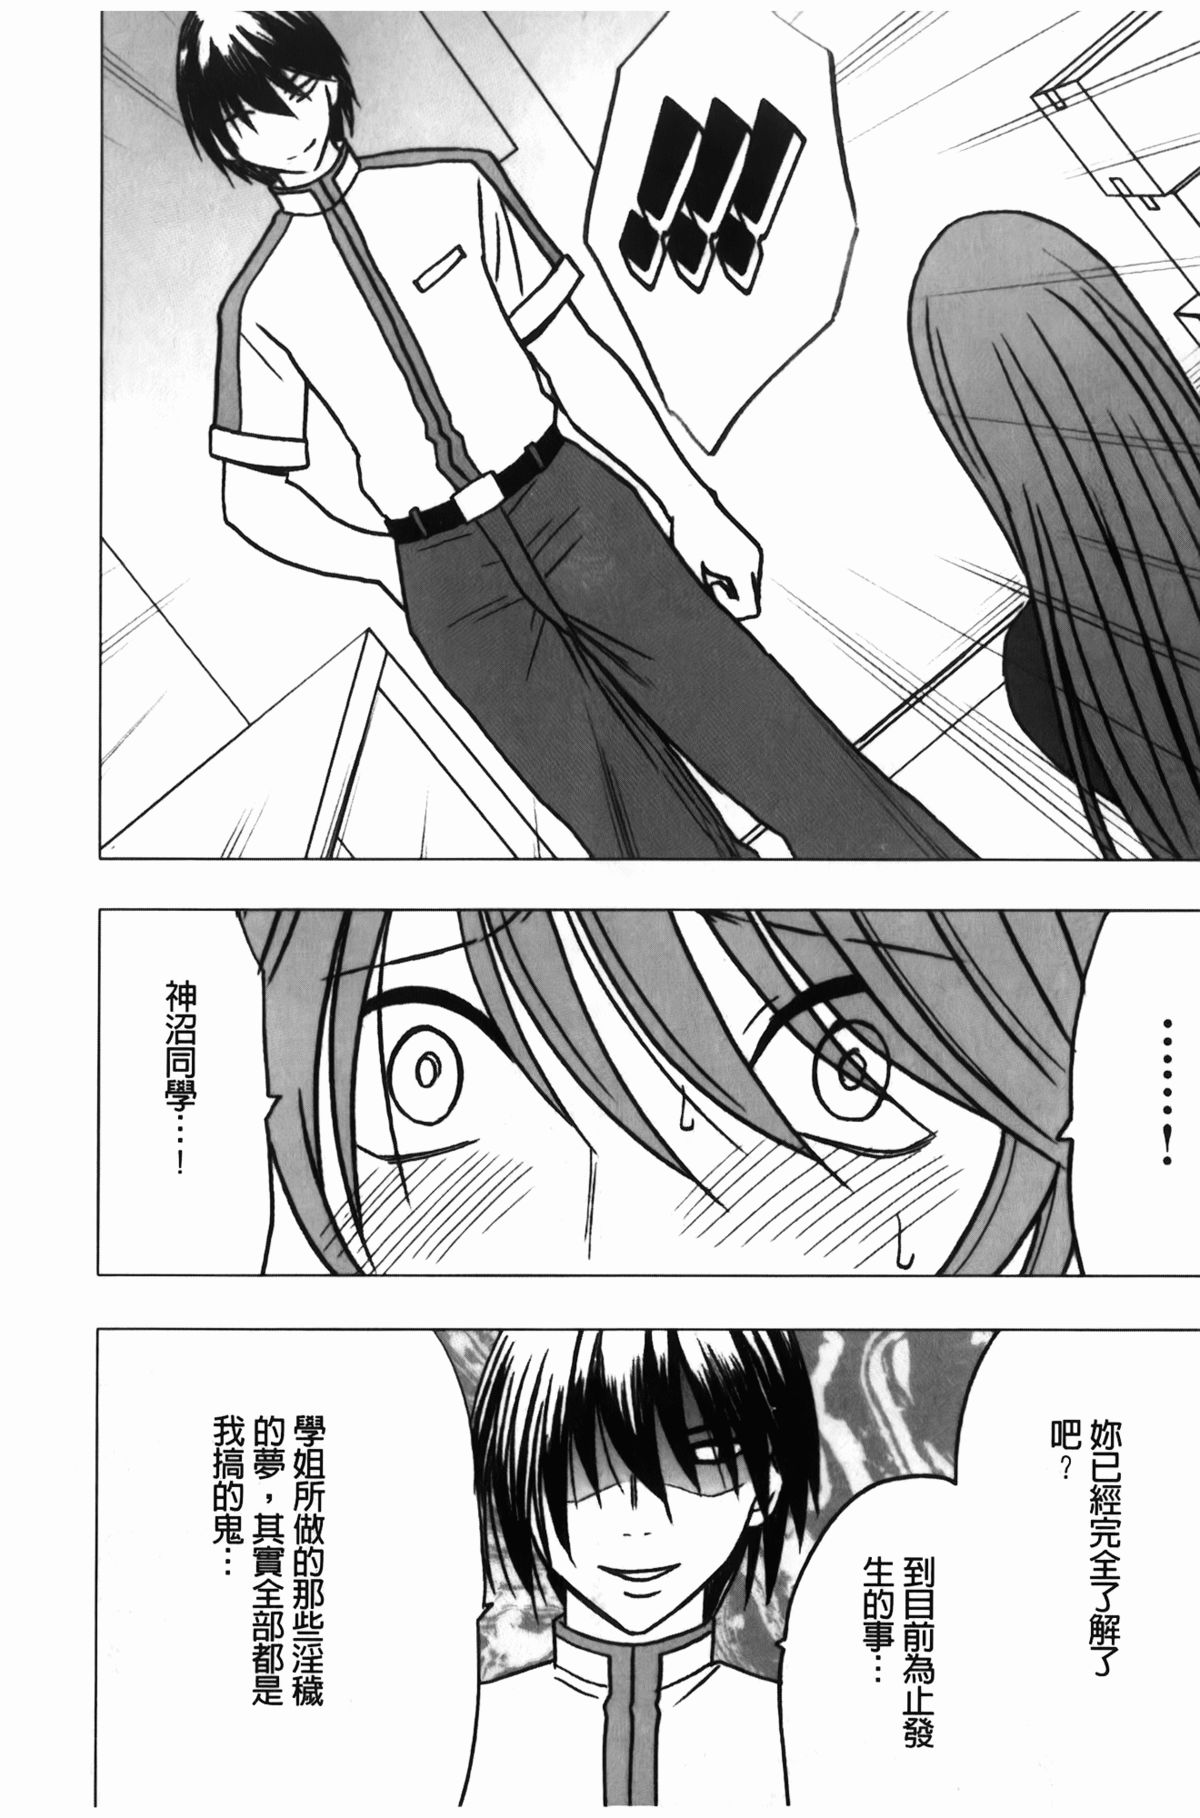 !!!
⋯⋯⋯!
神沼同學⋯!
妳已經完全了解了
吧?
到目前為止發
生的事⋯
學姐所做的那些淫穢
的夢，其實全部都是
我搞的鬼⋯